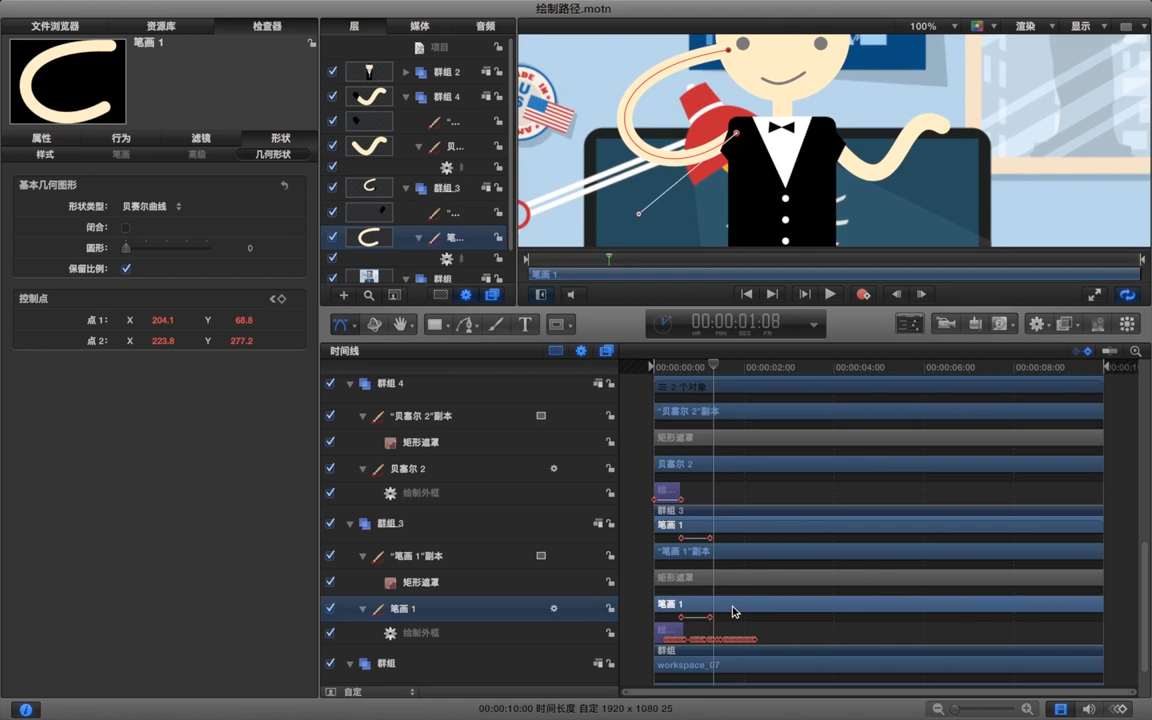 绘制路径.motn
文件浏览器 资源库 检查器
层 媒体 音频
100% 渲染 显示
笔画 1
属性 行为 滤镜 形状
样式 笔画 高级 几何形状
基本几何图形
形状类型: 贝赛尔曲线
闭合:
圆形: 0
保留比例:
控制点
点 1: X 204.1 Y 68.8
点 2: X 223.8 Y 277.2
项目
群组 2
群组 4
“...
贝...
群组 3
“...
笔...
群组
MADE IN
笔画 1
T
00:00:01:08
HR MIN SEC FR
时间线
00:00:00:00 00:00:02:00 00:00:04:00 00:00:06:00 00:00:08:00
群组 4 2 个对象
“贝塞尔 2”副本 “贝塞尔 2”副本
矩形遮罩 矩形遮罩
贝塞尔 2 贝塞尔 2
绘制外框 绘...
群组 3
群组 3 笔画 1
“笔画 1”副本 “笔画 1”副本
矩形遮罩 矩形遮罩
笔画 1 笔画 1
绘制外框 绘...
群组
群组 workspace_07
自定
00:00:10:00 时间长度 自定 1920 x 1080 25